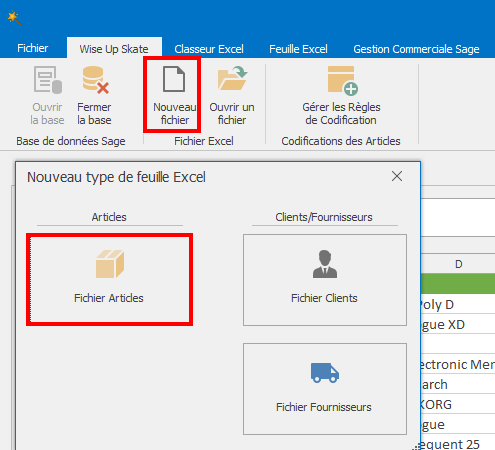 Fichier Wise Up Skate Classeur Excel Feuille Excel Gestion Commerciale Sage
Ouvrir la base
Fermer la base
Nouveau fichier
Ouvrir un fichier
Gérer les Règles de Codification
Base de données Sage Fichier Excel Codifications des Articles
Nouveau type de feuille Excel
Articles Clients/Fournisseurs
Fichier Articles Fichier Clients
Fichier Fournisseurs
D
Poly D
gue XD
ectronic Mer
arch
KORG
gue
equent 25